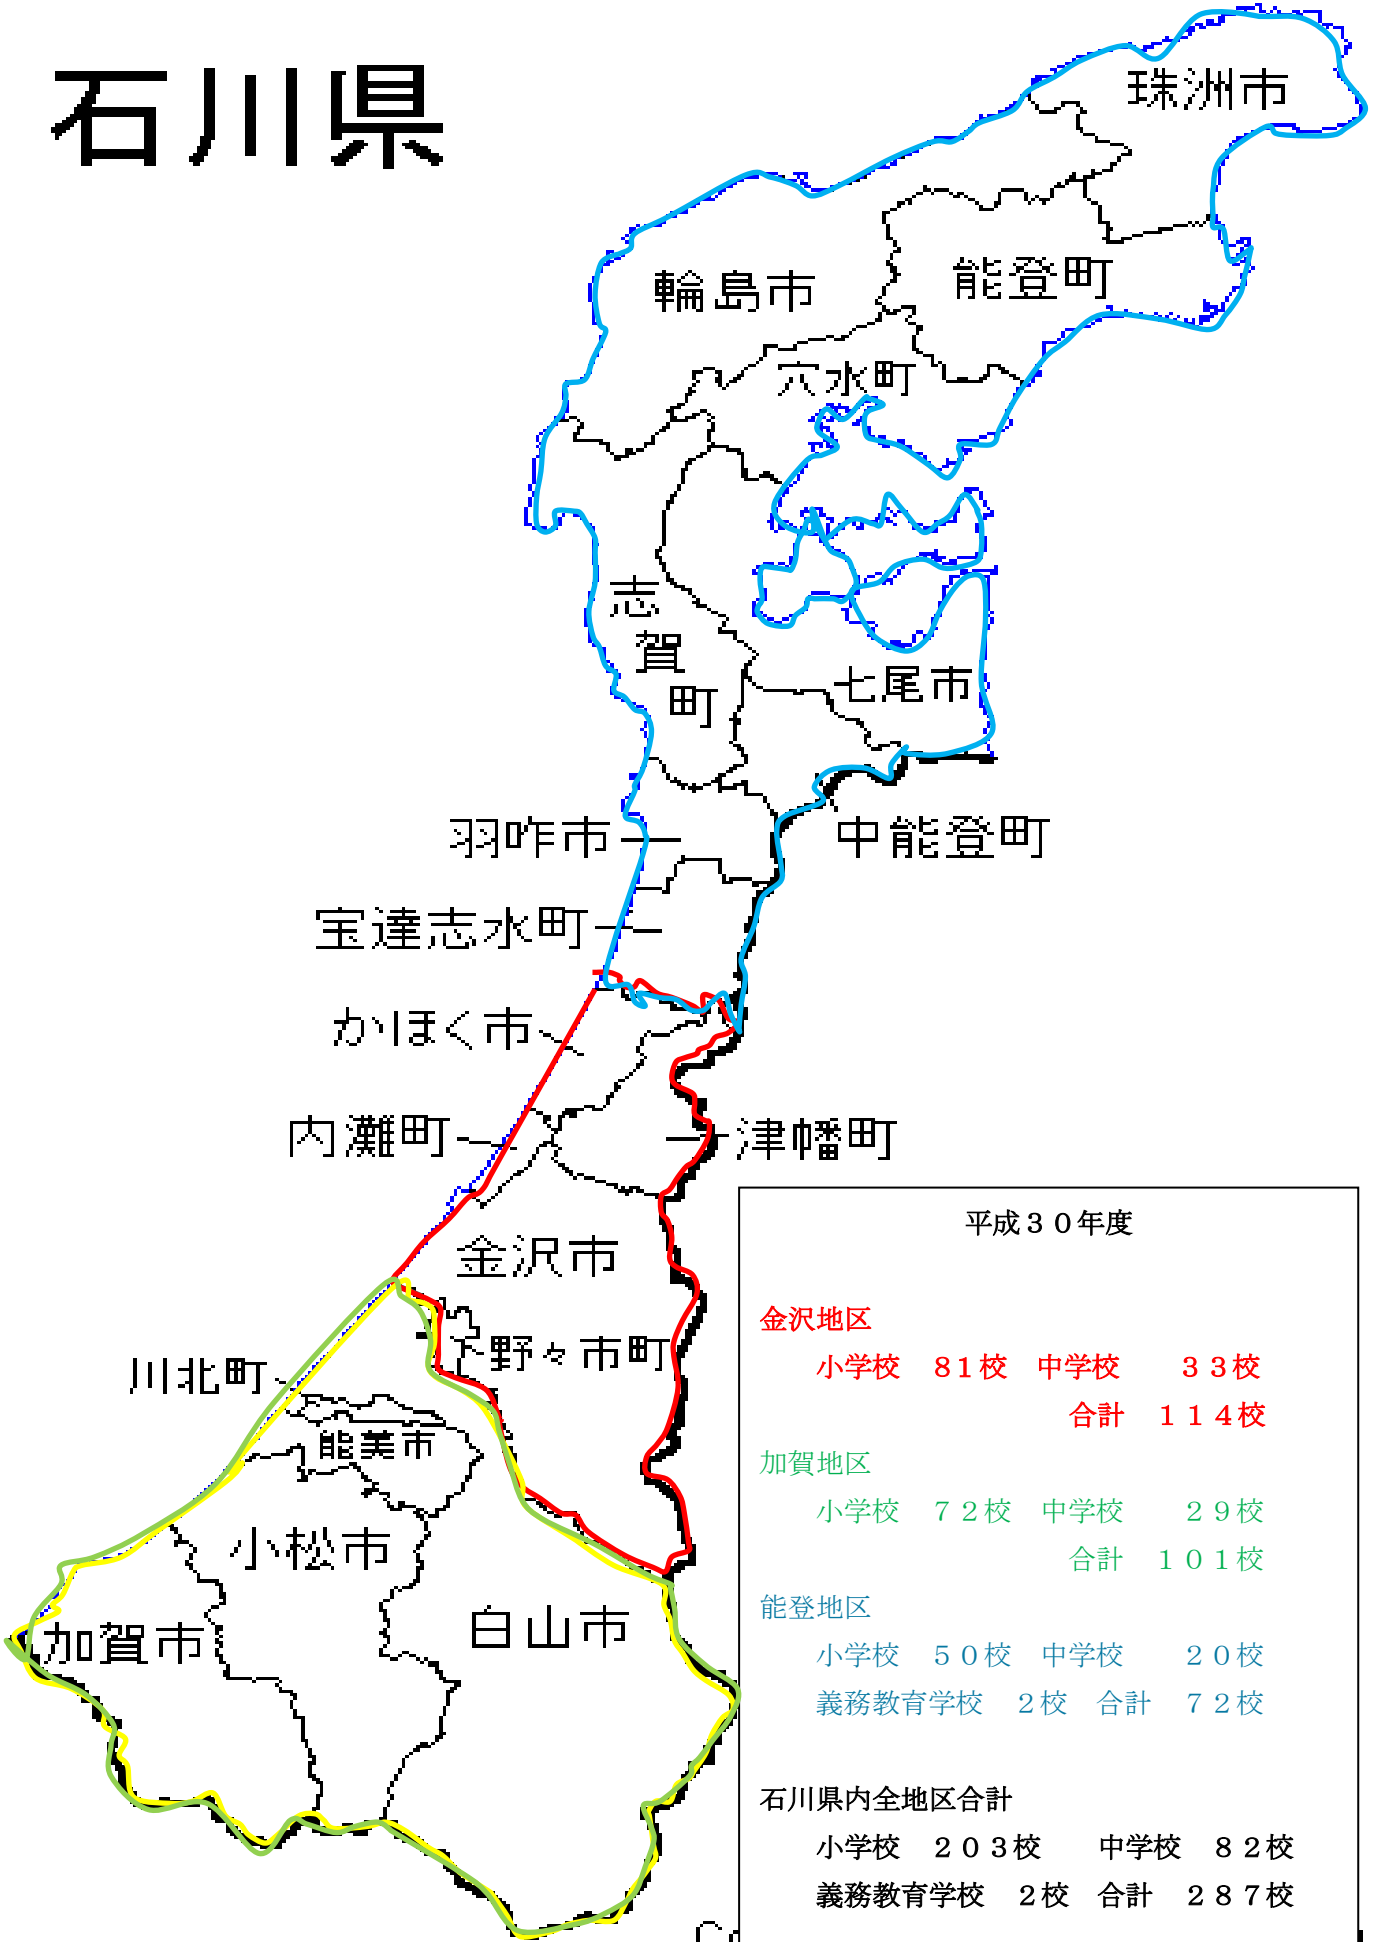 石川県
珠洲市
輪島市
能登町
穴水町
志
賀
町
七尾市
羽咋市
中能登町
宝達志水町
かほく市
内灘町
津幡町
金沢市
野々市町
川北町
能美市
小松市
加賀市
白山市
平成３０年度
金沢地区
小学校　８１校　中学校　　３３校
合計　１１４校
加賀地区
小学校　７２校　中学校　　２９校
合計　１０１校
能登地区
小学校　５０校　中学校　　２０校
義務教育学校　２校　合計　７２校
石川県内全地区合計
小学校　２０３校　　中学校　８２校
義務教育学校　２校　合計　２８７校